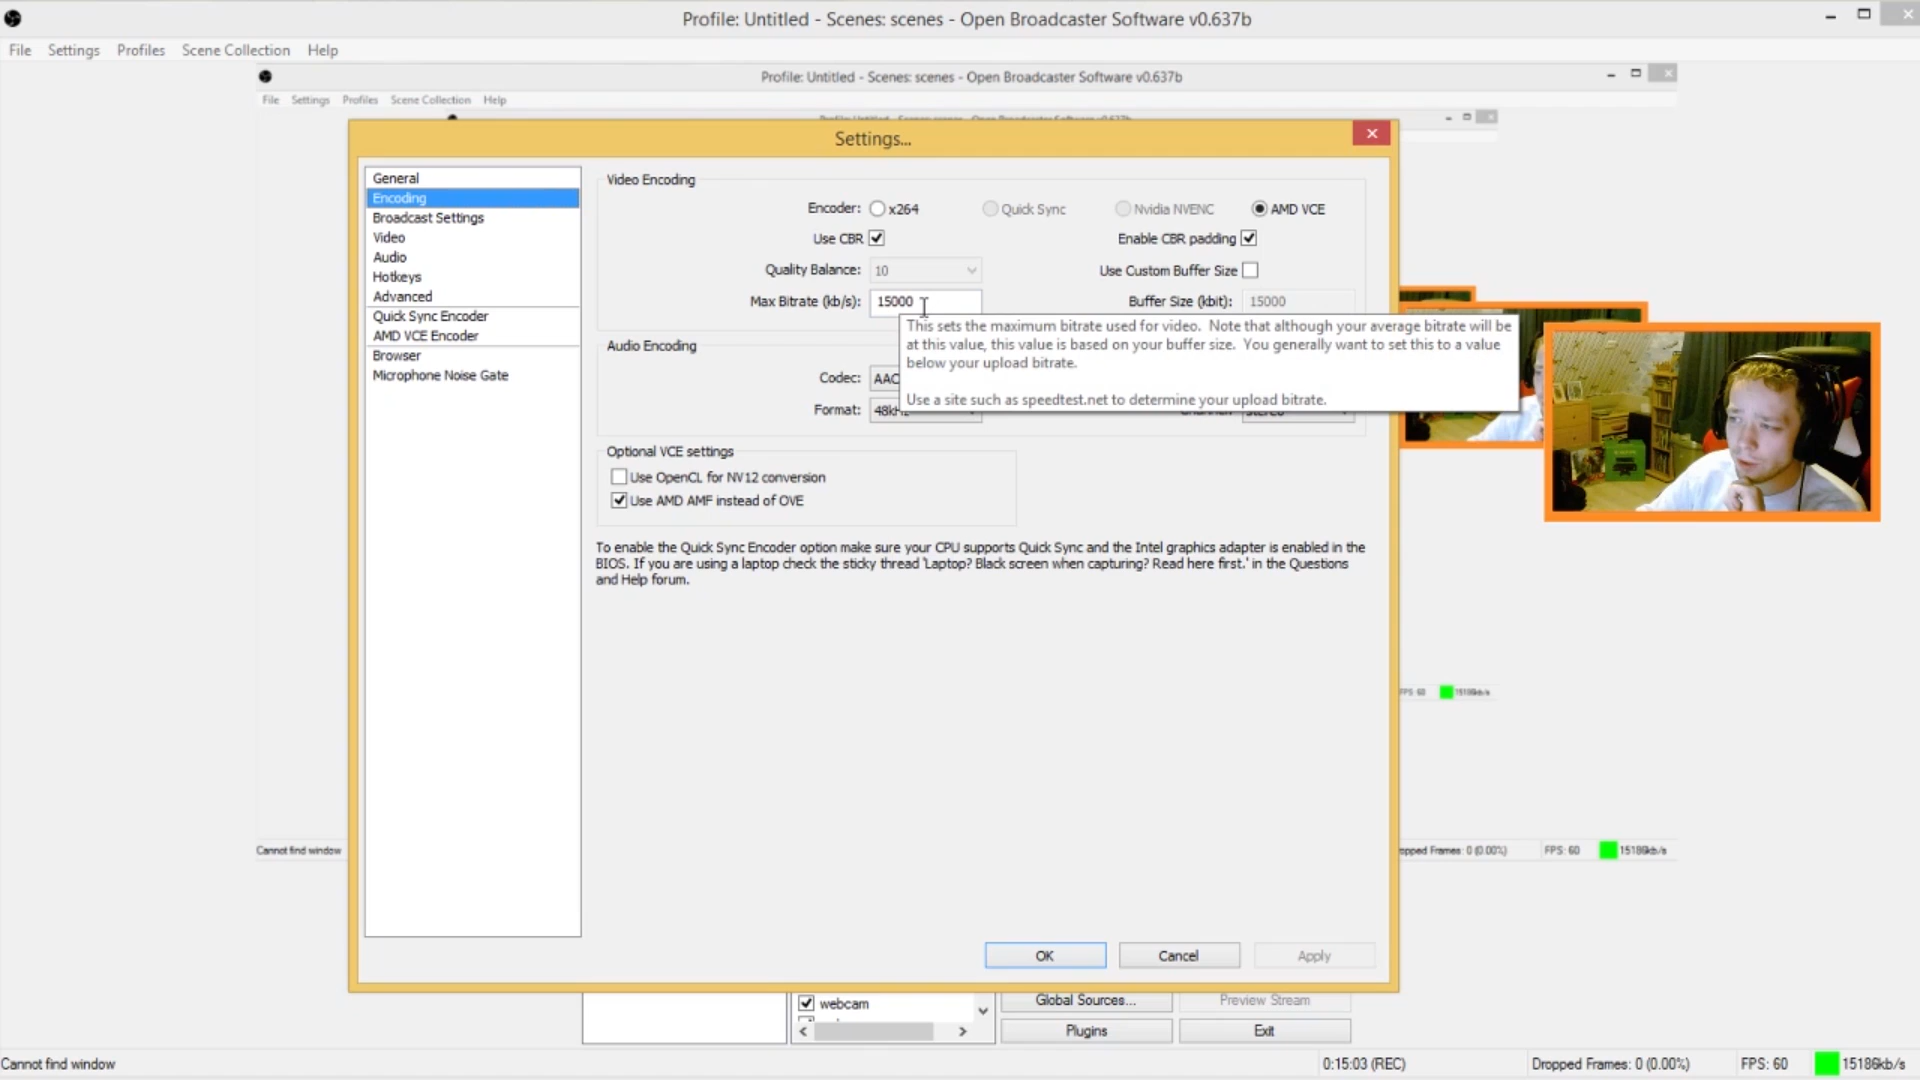 Profile: Untitled - Scenes: scenes - Open Broadcaster Software v0.637b
File Settings Profiles Scene Collection Help
Profile: Untitled - Scenes: scenes - Open Broadcaster Software v0.637b
File Settings Profiles Scene Collection Help
Settings...
General
Encoding
Broadcast Settings
Video
Audio
Hotkeys
Advanced
Quick Sync Encoder
AMD VCE Encoder
Browser
Microphone Noise Gate
Video Encoding
Encoder: x264 Quick Sync Nvidia NVENC AMD VCE
Use CBR Enable CBR padding
Quality Balance: 10 Use Custom Buffer Size
Max Bitrate (kb/s): 15000 Buffer Size (kbit): 15000
This sets the maximum bitrate used for video. Note that although your average bitrate will be
at this value, this value is based on your buffer size. You generally want to set this to a value
below your upload bitrate.
Use a site such as speedtest.net to determine your upload bitrate.
Audio Encoding
Codec: AAC
Format: 48kHz
Optional VCE settings
Use OpenCL for NV12 conversion
Use AMD AMF instead of OVE
To enable the Quick Sync Encoder option make sure your CPU supports Quick Sync and the Intel graphics adapter is enabled in the
BIOS. If you are using a laptop check the sticky thread 'Laptop? Black screen when capturing? Read here first.' in the Questions
and Help forum.
FPS: 60 15186kb/s
Cannot find window Frames: 0 (0.00%) FPS: 60 15186kb/s
OK Cancel Apply
webcam Global Sources... Preview Stream
Plugins Exit
Cannot find window 0:15:03 (REC) Dropped Frames: 0 (0.00%) FPS: 60 15186kb/s